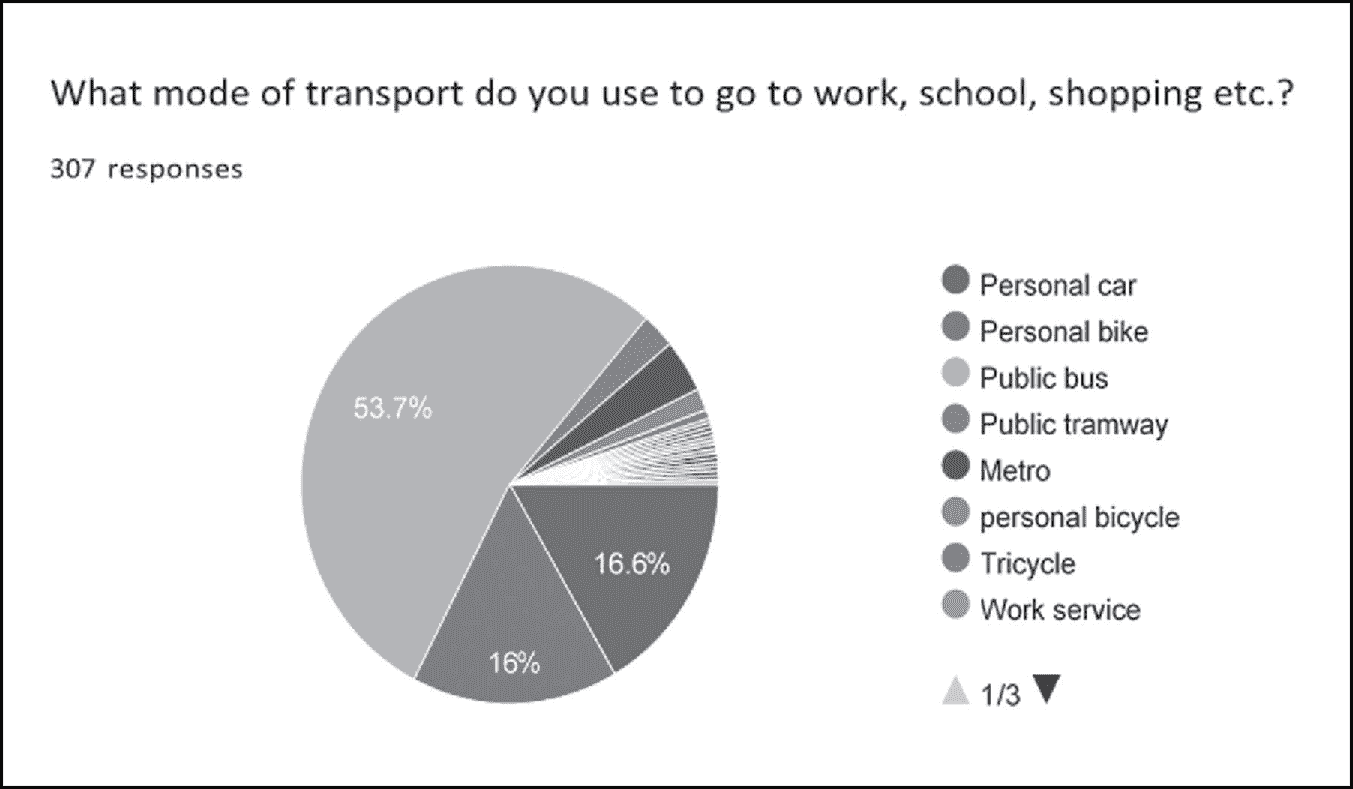 What mode of transport do you use to go to work, school, shopping etc.?
307 responses
53.7%
16.6%
16%
Personal car
Personal bike
Public bus
Public tramway
Metro
personal bicycle
Tricycle
Work service
1/3